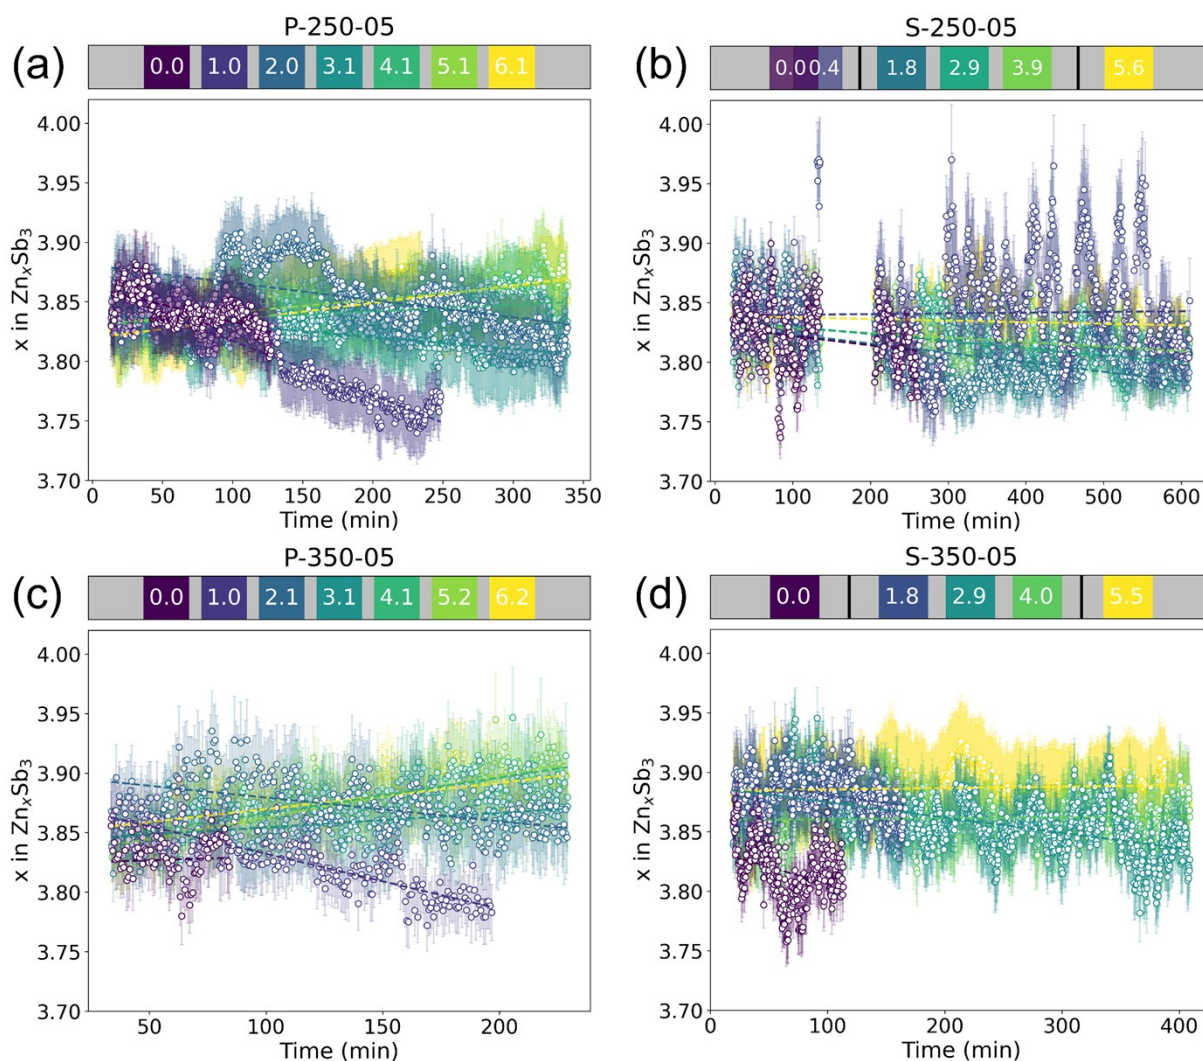 P-250-05
(a)
0.0 1.0 2.0 3.1 4.1 5.1 6.1
4.00
3.95
3.90
3.85
3.80
3.75
3.70
x in ZnₓSb₃
0 50 100 150 200 250 300 350
Time (min)
S-250-05
(b)
0.0 0.4 1.8 2.9 3.9 5.6
4.00
3.95
3.90
3.85
3.80
3.75
3.70
x in ZnₓSb₃
0 100 200 300 400 500 600
Time (min)
P-350-05
(c)
0.0 1.0 2.1 3.1 4.1 5.2 6.2
4.00
3.95
3.90
3.85
3.80
3.75
3.70
x in ZnₓSb₃
50 100 150 200
Time (min)
S-350-05
(d)
0.0 1.8 2.9 4.0 5.5
4.00
3.95
3.90
3.85
3.80
3.75
3.70
x in ZnₓSb₃
0 100 200 300 400
Time (min)